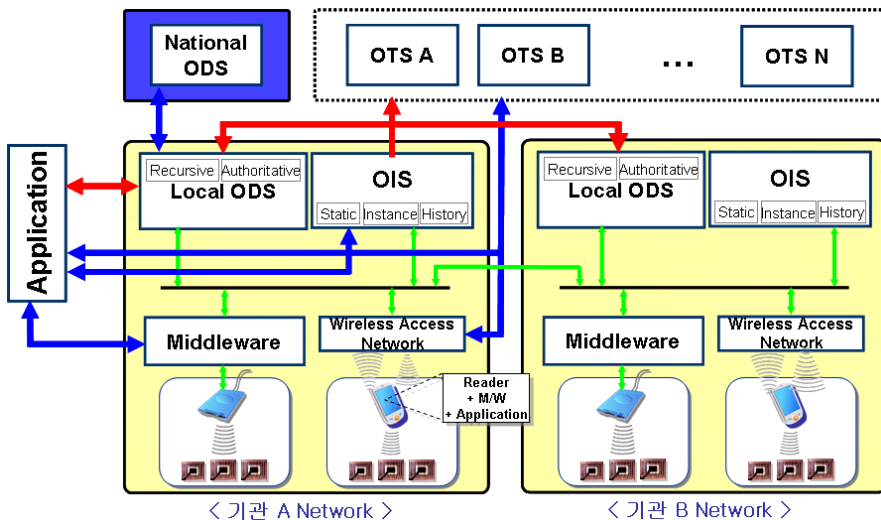 National
ODS
OTS A
OTS B
...
OTS N
Application
Recursive
Authoritative
Local ODS
OIS
Static
Instance
History
Middleware
Wireless Access
Network
Reader
+ M/W
+ Application
< 기관 A Network >
Recursive
Authoritative
Local ODS
OIS
Static
Instance
History
Middleware
Wireless Access
Network
< 기관 B Network >